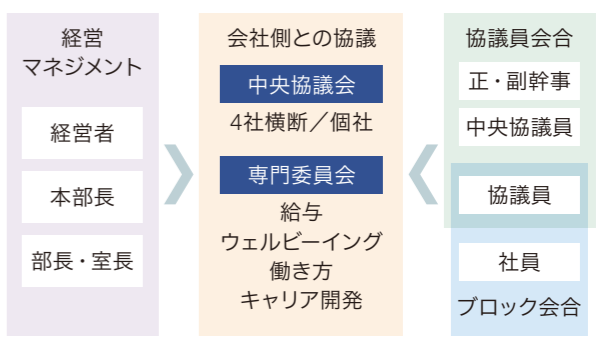 経営
マネジメント
経営者
本部長
部長・室長
会社側との協議
中央協議会
4社横断／個社
専門委員会
給与
ウェルビーイング
働き方
キャリア開発
協議員会合
正・副幹事
中央協議員
協議員
社員
ブロック会合